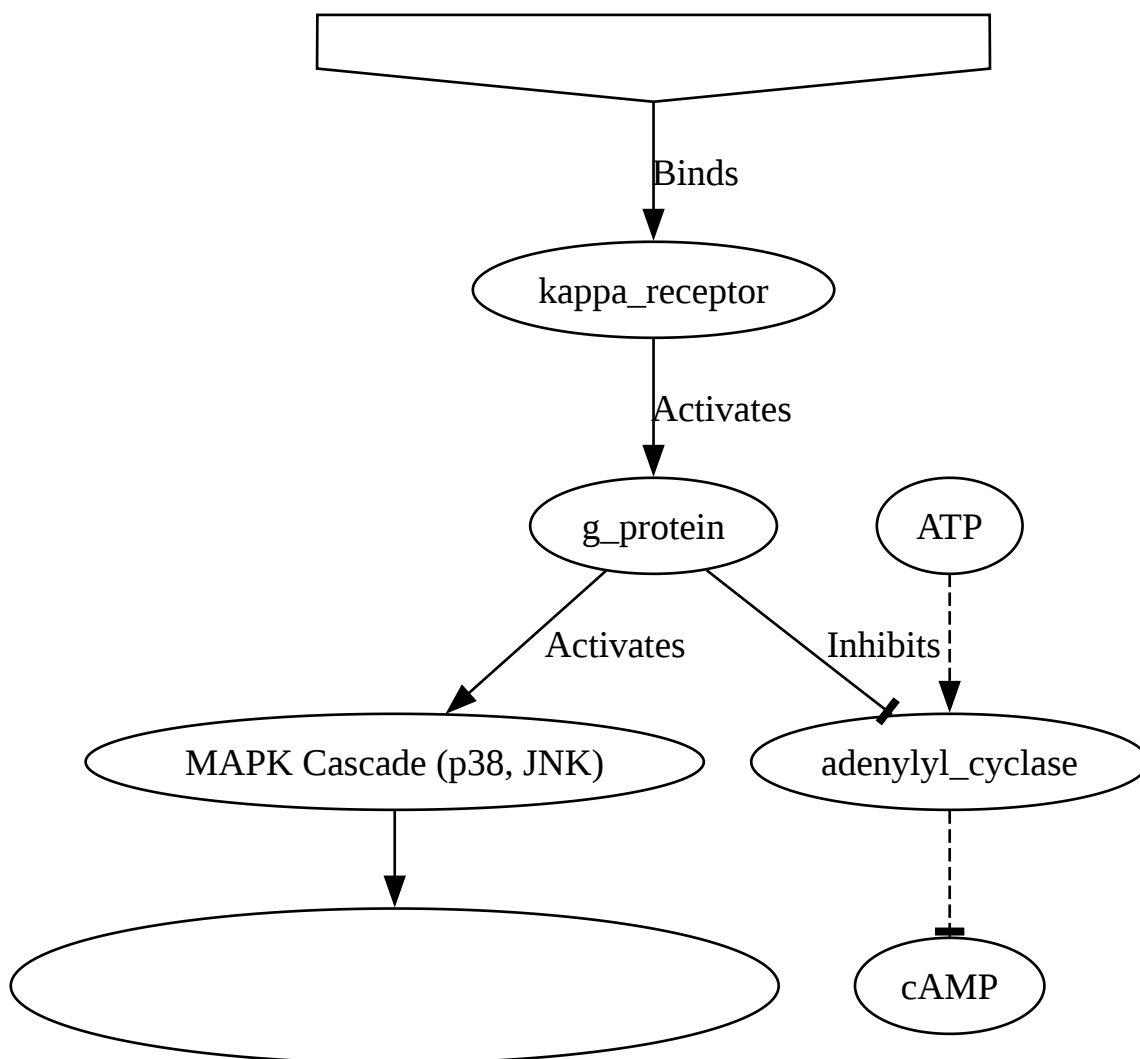 Binds
kappa_receptor
Activates
g_protein
ATP
Activates
Inhibits
MAPK Cascade (p38, JNK)
adenylyl_cyclase
cAMP